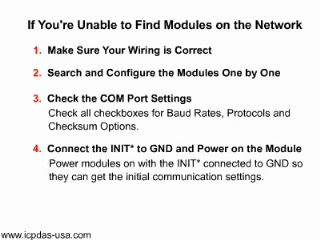 If You're Unable to Find Modules on the Network
1. Make Sure Your Wiring is Correct
2. Search and Configure the Modules One by One
3. Check the COM Port Settings
Check all checkboxes for Baud Rates, Protocols and
Checksum Options.
4. Connect the INIT* to GND and Power on the Module
Power modules on with the INIT* connected to GND so
they can get the initial communication settings.
www.icpdas-usa.com